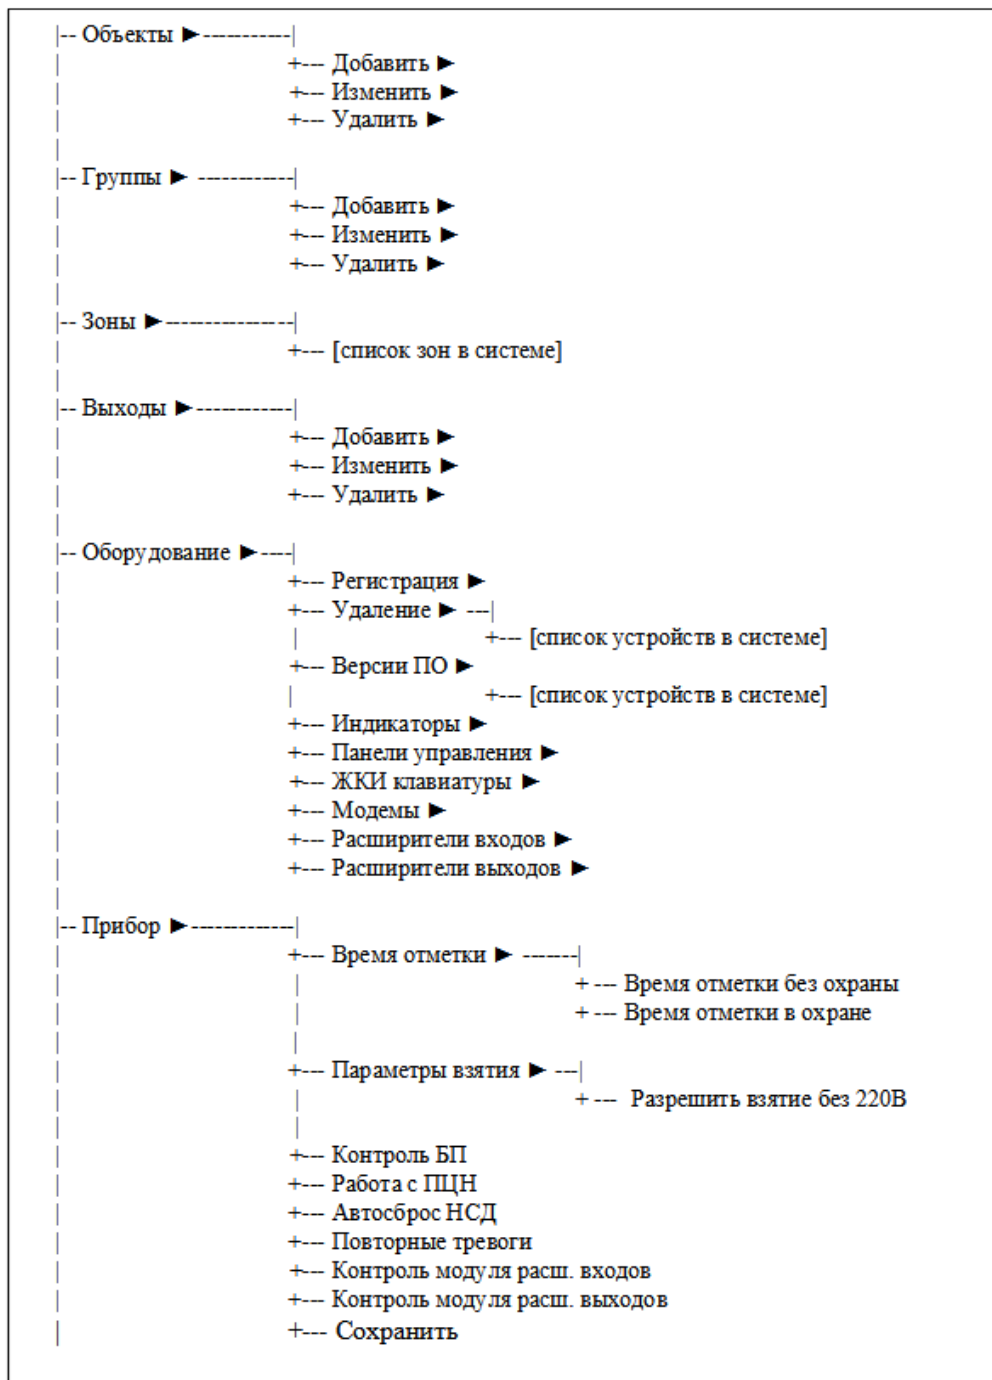 |-- Объекты ►-----------|
+--- Добавить ►
+--- Изменить ►
+--- Удалить ►
|-- Группы ► ------------|
+--- Добавить ►
+--- Изменить ►
+--- Удалить ►
|-- Зоны ►----------------|
+--- [список зон в системе]
|-- Выходы ►------------|
+--- Добавить ►
+--- Изменить ►
+--- Удалить ►
|-- Оборудование ►----|
+--- Регистрация ►
+--- Удаление ► ---|
+--- [список устройств в системе]
+--- Версии ПО ►
+--- [список устройств в системе]
+--- Индикаторы ►
+--- Панели управления ►
+--- ЖКИ клавиатуры ►
+--- Модемы ►
+--- Расширители входов ►
+--- Расширители выходов ►
|-- Прибор ►-------------|
+--- Время отметки ► -------|
+ --- Время отметки без охраны
+ --- Время отметки в охране
+--- Параметры взятия ► ---|
+ --- Разрешить взятие без 220В
+--- Контроль БП
+--- Работа с ПЦН
+--- Автосброс НСД
+--- Повторные тревоги
+--- Контроль модуля расш. входов
+--- Контроль модуля расш. выходов
+--- Сохранить